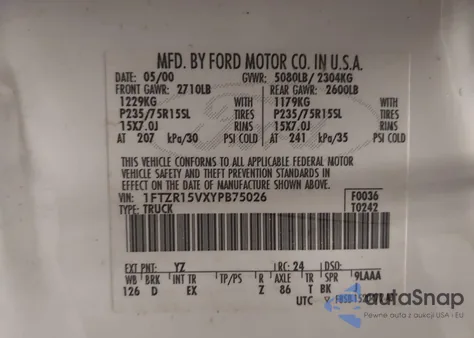 MFD. BY FORD MOTOR CO. IN U.S.A.
DATE: 05/00 GVWR: 5080LB/ 2304KG
FRONT GAWR: 2710LB REAR GAWR: 2600LB
1229KG WITH 1179KG WITH
P235/75R15SL TIRES P235/75R15SL TIRES
15X7.0J RIMS 15X7.0J RIMS
AT 207 kPa/30 PSI COLD AT 241 kPa/35 PSI COLD
THIS VEHICLE CONFORMS TO ALL APPLICABLE FEDERAL MOTOR
VEHICLE SAFETY AND THEFT PREVENTION STANDARDS IN
EFFECT ON THE DATE OF MANUFACTURE SHOWN ABOVE.
VIN: 1FTZR15VXYPB75026 F0036
TYPE: TRUCK T0242
EXT PNT: YZ RC: 24 DSO:
WB BRK INT TR TP/PS R AXLE TR SPR 9LAAA
126 D EX Z 86 T BK
UTC
autoSnap
Pewne auto z USA - EU